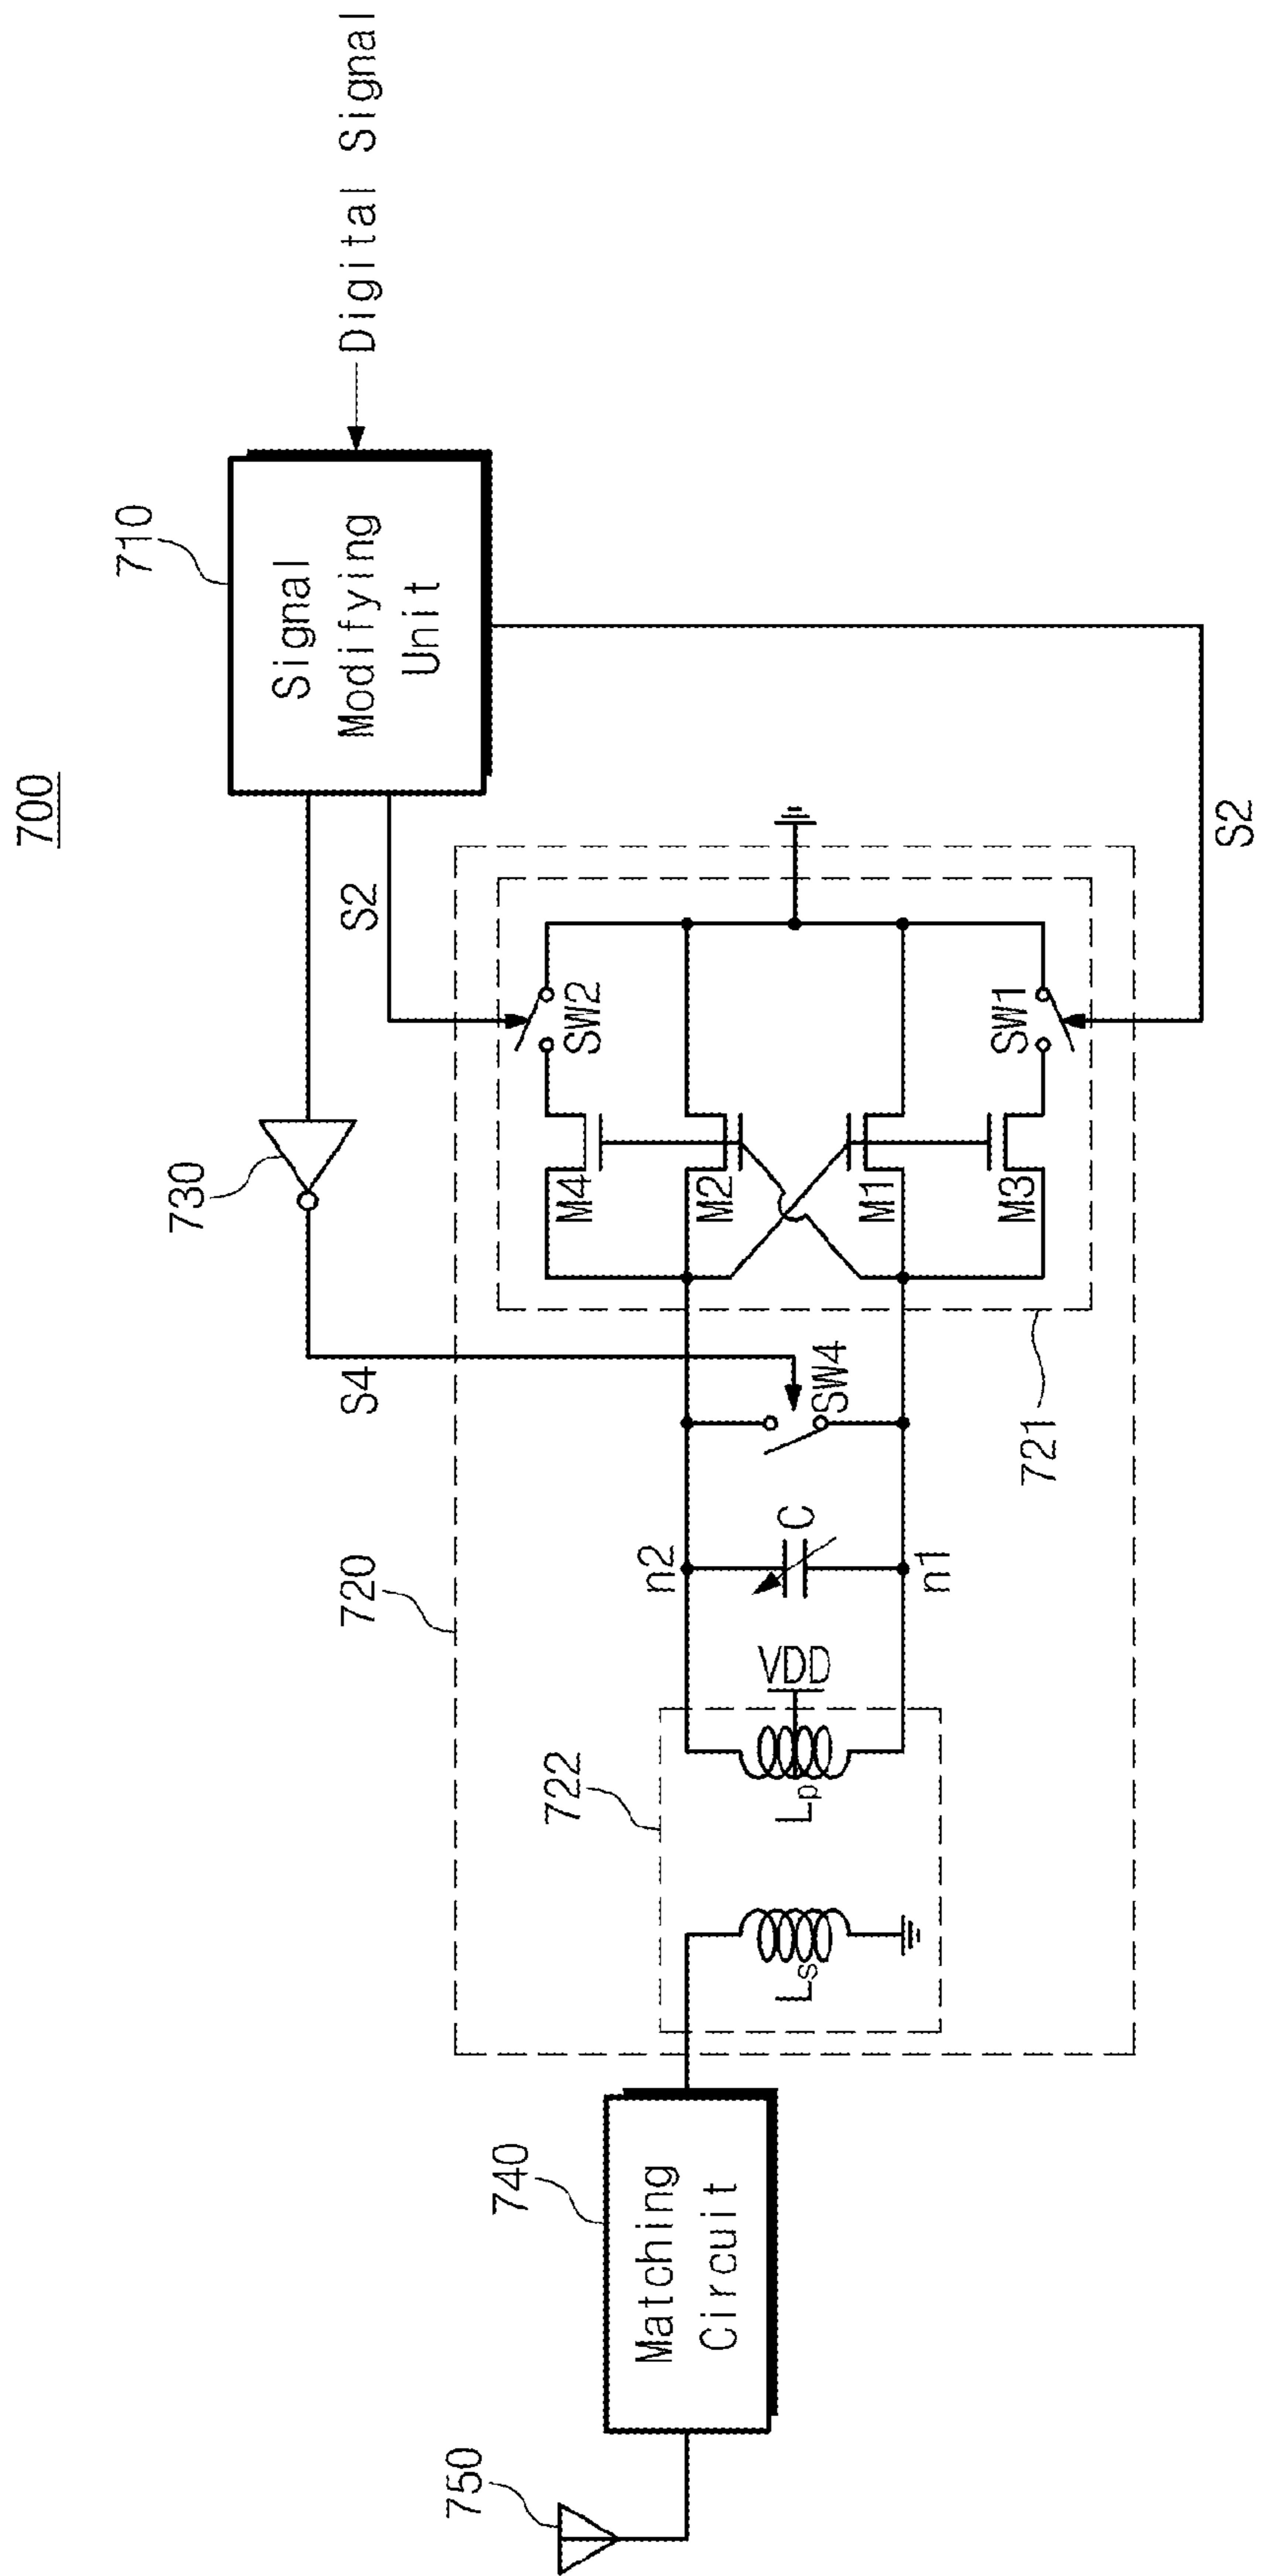 700
750
740
Matching
Circuit
720
722
Ls
Lp
VDD
n2
C
n1
S4
SW4
721
730
M4
M2
M1
M3
SW2
SW1
S2
S2
710
Signal
Modifying
Unit
Digital Signal